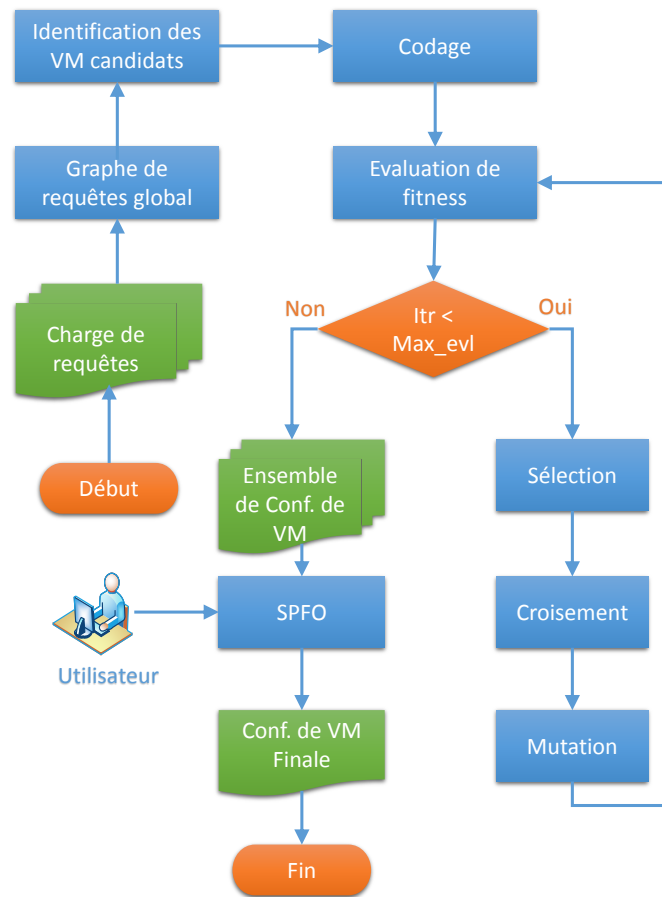 Identification des
VM candidats
Codage
Graphe de
requêtes global
Evaluation de
fitness
Charge de
requêtes
Non
Itr <
Max_evl
Oui
Début
Ensemble
de Conf. de
VM
Sélection
Utilisateur
SPFO
Croisement
Conf. de VM
Finale
Mutation
Fin